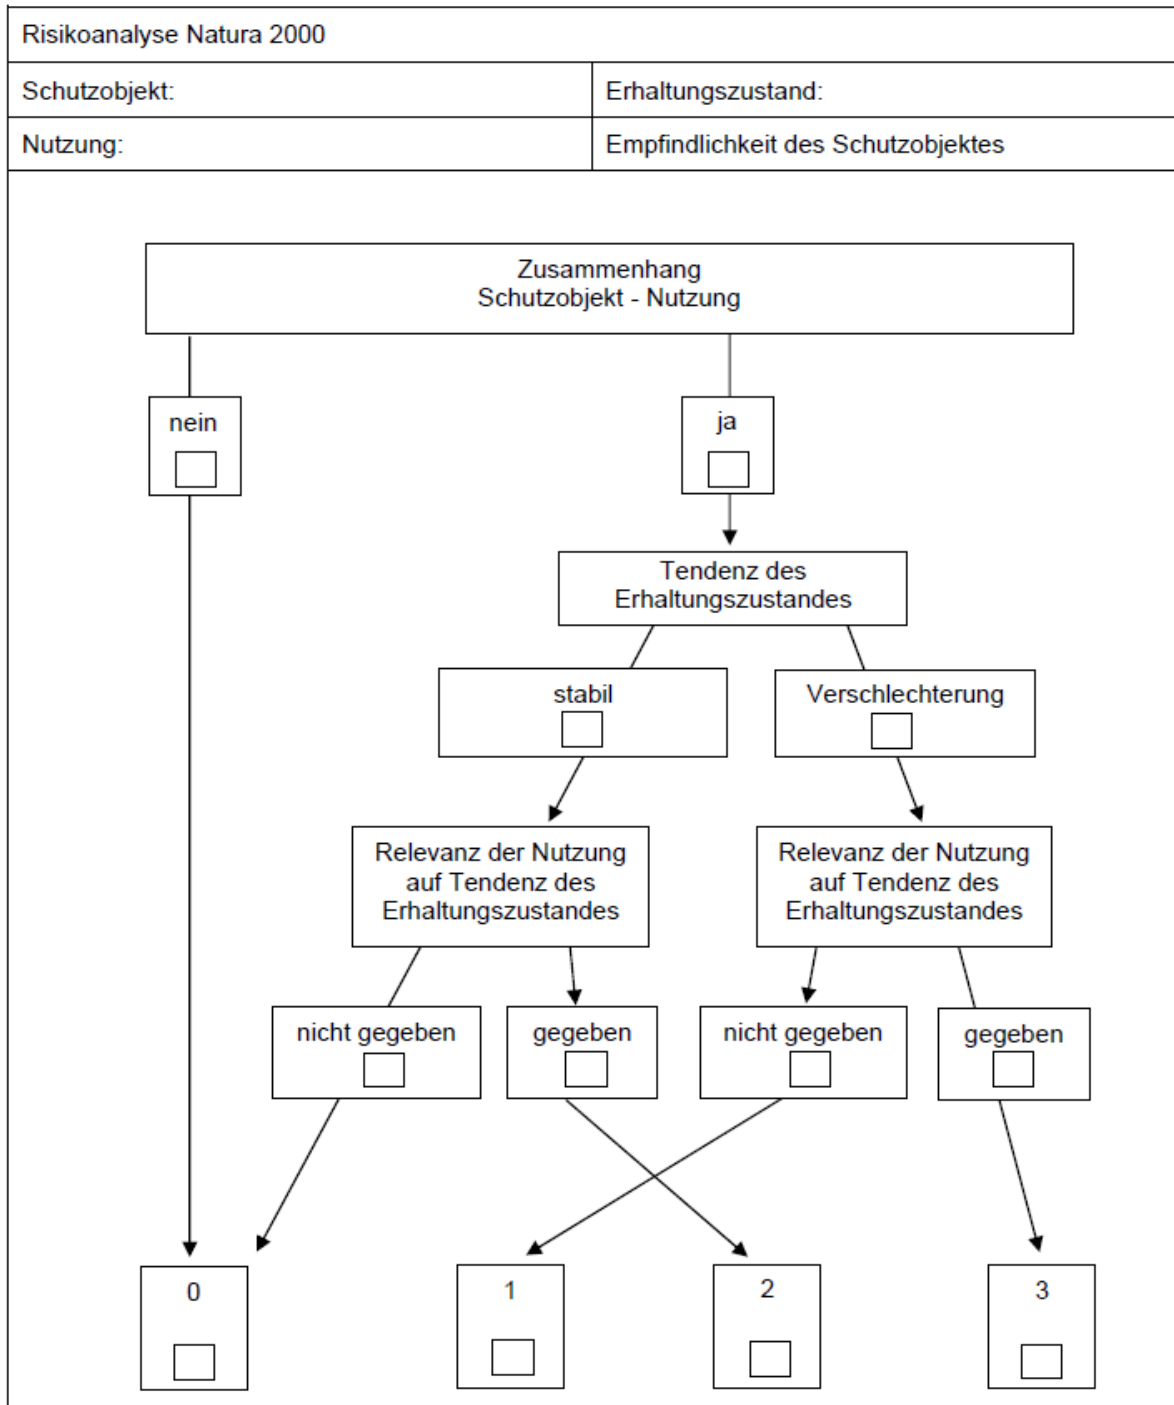 Risikoanalyse Natura 2000
Schutzobjekt:
Erhaltungszustand:
Nutzung:
Empfindlichkeit des Schutzobjektes
Zusammenhang
Schutzobjekt - Nutzung
nein
ja
Tendenz des
Erhaltungszustandes
stabil
Verschlechterung
Relevanz der Nutzung
auf Tendenz des
Erhaltungszustandes
Relevanz der Nutzung
auf Tendenz des
Erhaltungszustandes
nicht gegeben
gegeben
nicht gegeben
gegeben
0
1
2
3